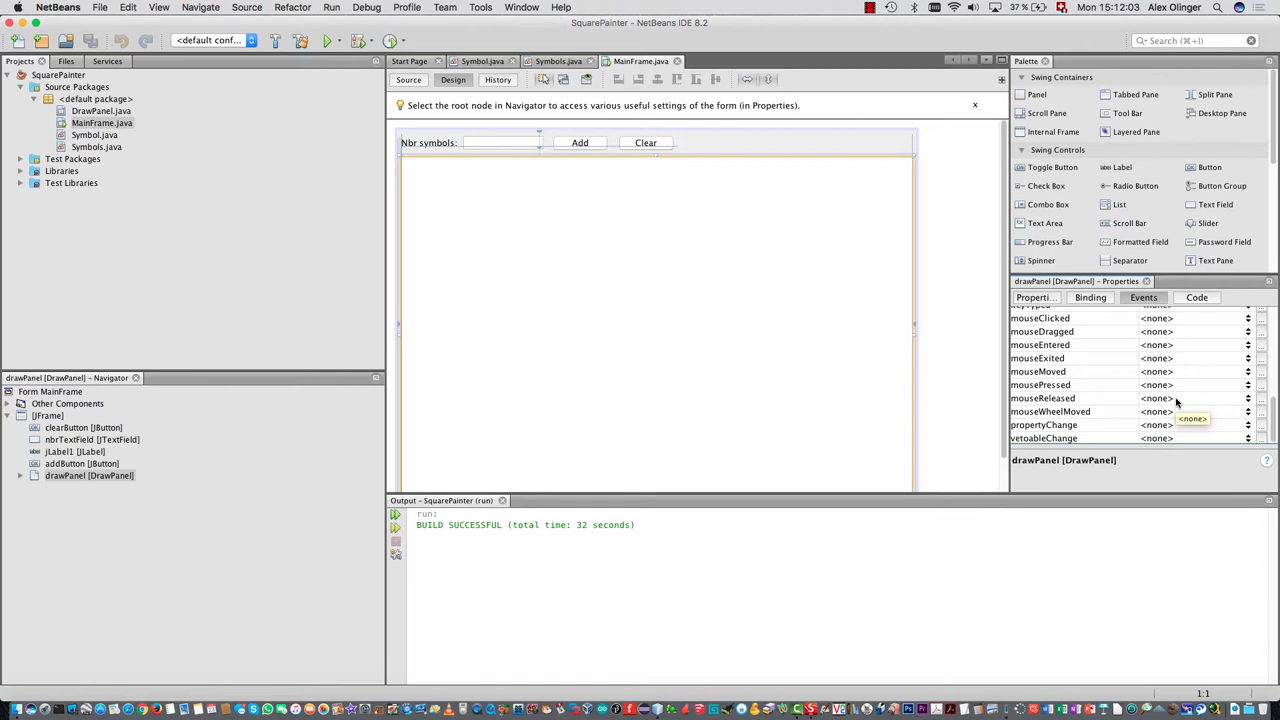 NetBeans File Edit View Navigate Source Refactor Run Debug Profile Team Tools Window Help 37 % Mon 15:12:03 Alex Olinger
SquarePainter - NetBeans IDE 8.2
<default conf... Search (⌘+I)
Projects Files Services
SquarePainter
Source Packages
<default package>
DrawPanel.java
MainFrame.java
Symbol.java
Symbols.java
Test Packages
Libraries
Test Libraries
drawPanel [DrawPanel] - Navigator
Form MainFrame
Other Components
[JFrame]
clearButton [JButton]
nbrTextField [JTextField]
jLabel1 [JLabel]
addButton [JButton]
drawPanel [DrawPanel]
Start Page Symbol.java Symbols.java MainFrame.java
Source Design History
Select the root node in Navigator to access various useful settings of the form (in Properties). x
Nbr symbols: Add Clear
Output - SquarePainter (run)
run:
BUILD SUCCESSFUL (total time: 32 seconds)
Palette
Swing Containers
Panel Tabbed Pane Split Pane
Scroll Pane Tool Bar Desktop Pane
Internal Frame Layered Pane
Swing Controls
Toggle Button Label Button
Check Box Radio Button Button Group
Combo Box List Text Field
Text Area Scroll Bar Slider
Progress Bar Formatted Field Password Field
Spinner Separator Text Pane
drawPanel [DrawPanel] - Properties
Properti... Binding Events Code
mouseClicked <none> ...
mouseDragged <none> ...
mouseEntered <none> ...
mouseExited <none> ...
mouseMoved <none> ...
mousePressed <none> ...
mouseReleased <none> ...
mouseWheelMoved <none> ...
<none>
propertyChange <none> ...
vetoableChange <none> ...
drawPanel [DrawPanel] ?
1:1